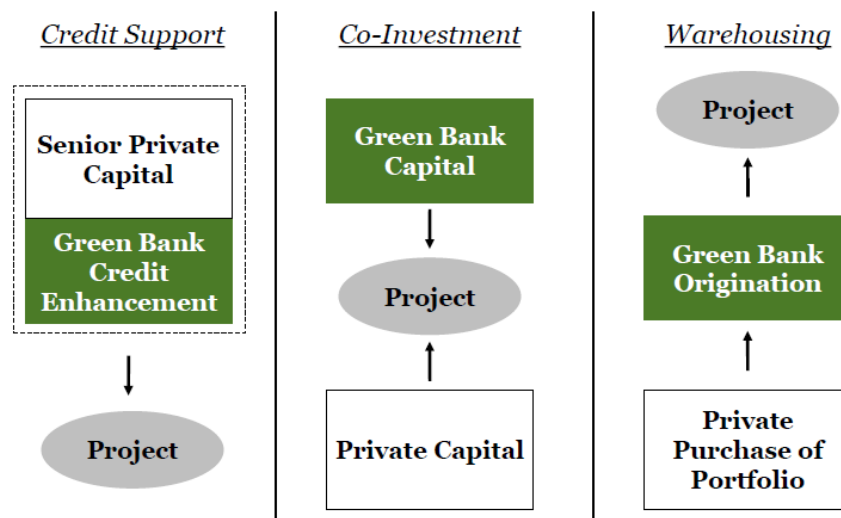 Credit Support
Senior Private
Capital
Green Bank
Credit
Enhancement
Project
Co-Investment
Green Bank
Capital
Project
Private Capital
Warehousing
Project
Green Bank
Origination
Private
Purchase of
Portfolio